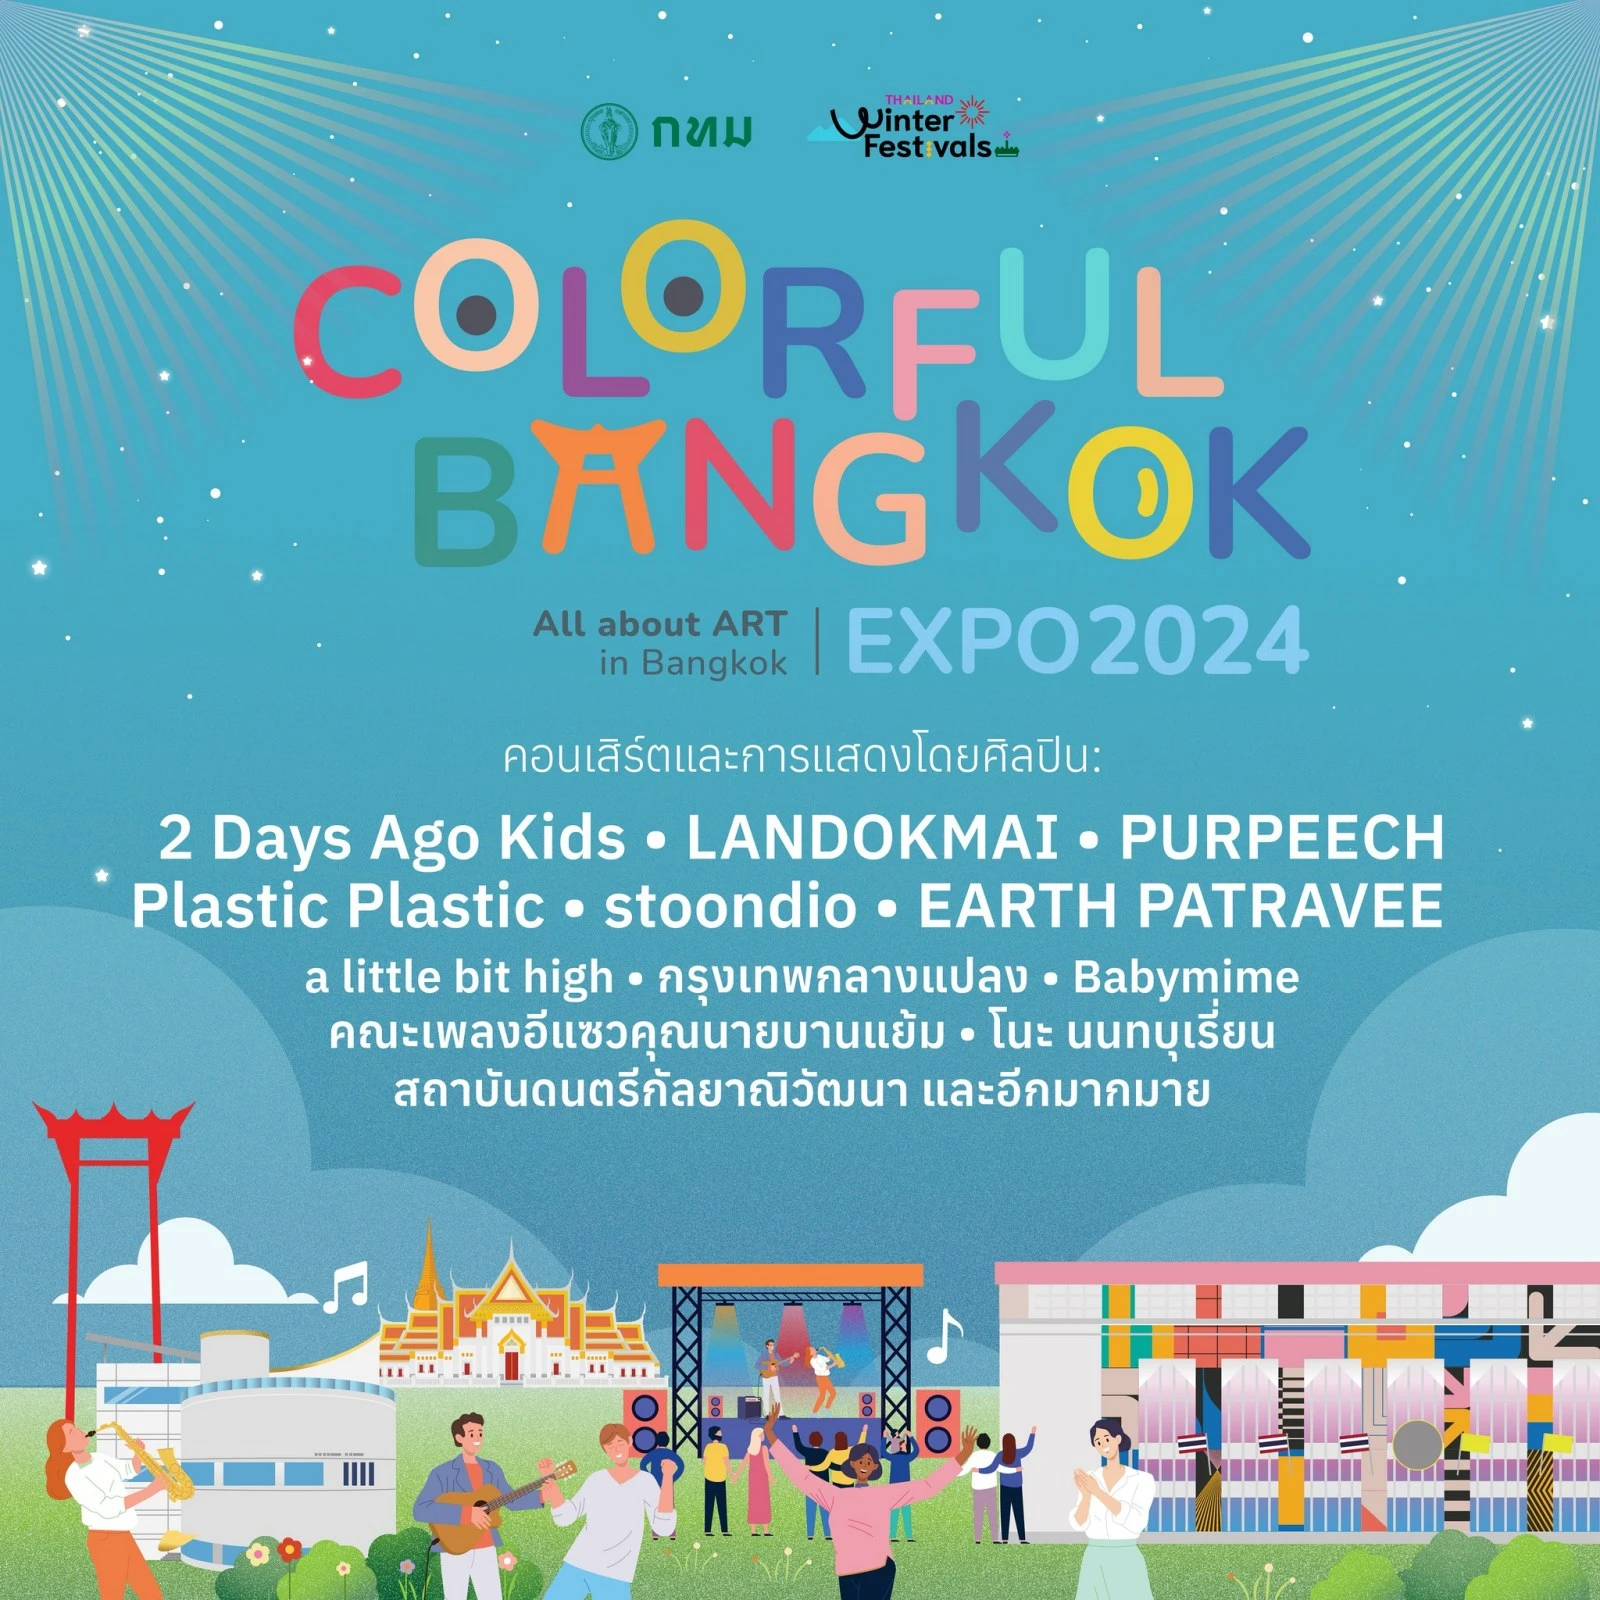 กทม
THAILAND
Winter
Festivals
COLORFUL
BANGKOK
All about ART
in Bangkok
EXPO2024
คอนเสิร์ตและการแสดงโดยศิลปิน:
2 Days Ago Kids • LANDOKMAI • PURPEECH
Plastic Plastic • stoondio • EARTH PATRAVEE
a little bit high • กรุงเทพกลางแปลง • Babymime
คณะเพลงอีแซวคุณนายบานแย้ม • โนะ นนทบุเรี่ยน
สถาบันดนตรีกัลยาณิวัฒนา และอีกมากมาย